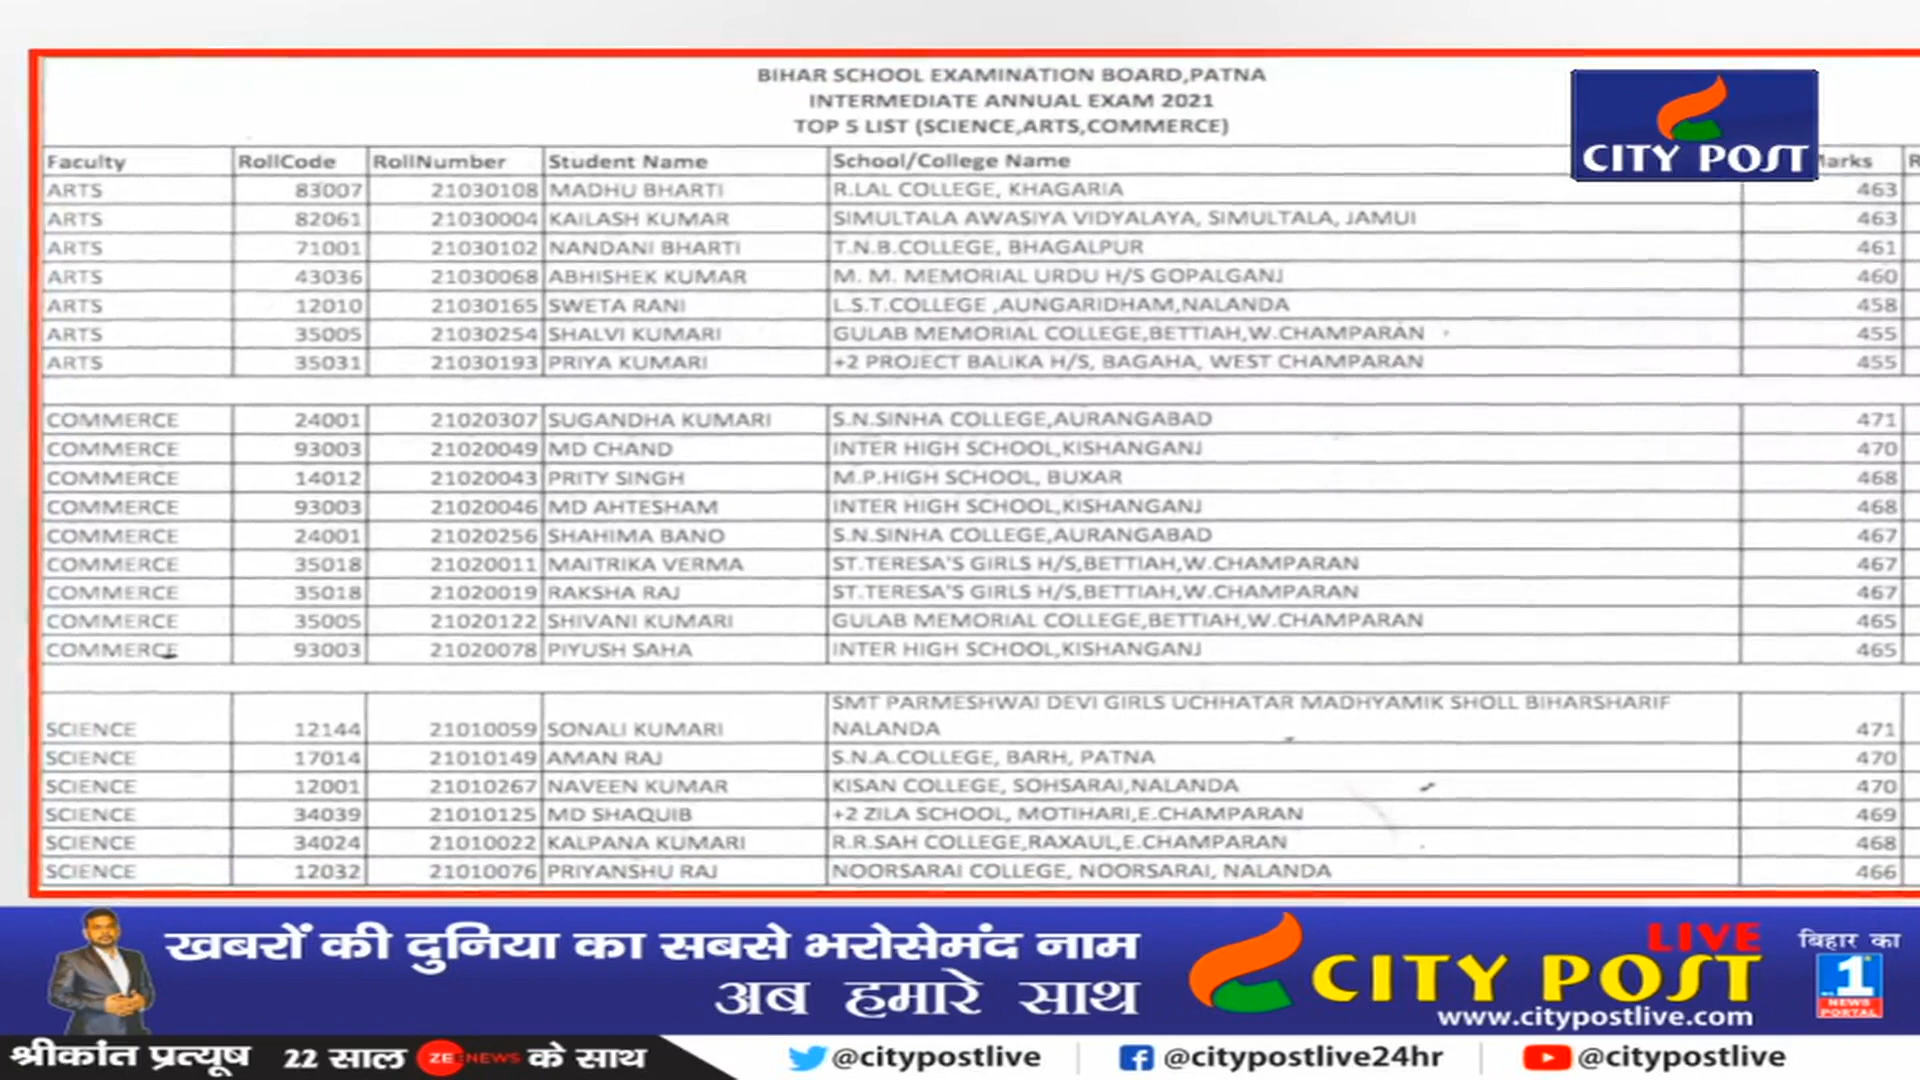 BIHAR SCHOOL EXAMINATION BOARD,PATNA
INTERMEDIATE ANNUAL EXAM 2021
TOP 5 LIST (SCIENCE,ARTS,COMMERCE)
CITY POST
Faculty RollCode RollNumber Student Name School/College Name Marks R
ARTS 83007 21030108 MADHU BHARTI R.LAL COLLEGE, KHAGARIA 463
ARTS 82061 21030004 KAILASH KUMAR SIMULTALA AWASIYA VIDYALAYA, SIMULTALA, JAMUI 463
ARTS 71001 21030102 NANDANI BHARTI T.N.B.COLLEGE, BHAGALPUR 461
ARTS 43036 21030068 ABHISHEK KUMAR M. M. MEMORIAL URDU H/S GOPALGANJ 460
ARTS 12010 21030165 SWETA RANI L.S.T.COLLEGE ,AUNGARIDHAM,NALANDA 458
ARTS 35005 21030254 SHALVI KUMARI GULAB MEMORIAL COLLEGE,BETTIAH,W.CHAMPARAN 455
ARTS 35031 21030193 PRIYA KUMARI +2 PROJECT BALIKA H/S, BAGAHA, WEST CHAMPARAN 455
COMMERCE 24001 21020307 SUGANDHA KUMARI S.N.SINHA COLLEGE,AURANGABAD 471
COMMERCE 93003 21020049 MD CHAND INTER HIGH SCHOOL,KISHANGANJ 470
COMMERCE 14012 21020043 PRITY SINGH M.P.HIGH SCHOOL, BUXAR 468
COMMERCE 93003 21020046 MD AHTESHAM INTER HIGH SCHOOL,KISHANGANJ 468
COMMERCE 24001 21020256 SHAHIMA BANO S.N.SINHA COLLEGE,AURANGABAD 467
COMMERCE 35018 21020011 MAITRIKA VERMA ST.TERESA'S GIRLS H/S,BETTIAH,W.CHAMPARAN 467
COMMERCE 35018 21020019 RAKSHA RAJ ST.TERESA'S GIRLS H/S,BETTIAH,W.CHAMPARAN 467
COMMERCE 35005 21020122 SHIVANI KUMARI GULAB MEMORIAL COLLEGE,BETTIAH,W.CHAMPARAN 465
COMMERCE 93003 21020078 PIYUSH SAHA INTER HIGH SCHOOL,KISHANGANJ 465
SMT PARMESHWAI DEVI GIRLS UCHHATAR MADHYAMIK SHOLL BIHARSHARIF
SCIENCE 12144 21010059 SONALI KUMARI NALANDA 471
SCIENCE 17014 21010149 AMAN RAJ S.N.A.COLLEGE, BARH, PATNA 470
SCIENCE 12001 21010267 NAVEEN KUMAR KISAN COLLEGE, SOHSARAI,NALANDA 470
SCIENCE 34039 21010125 MD SHAQUIB +2 ZILA SCHOOL, MOTIHARI,E.CHAMPARAN 469
SCIENCE 34024 21010022 KALPANA KUMARI R.R.SAH COLLEGE,RAXAUL,E.CHAMPARAN 468
SCIENCE 12032 21010076 PRIYANSHU RAJ NOORSARAI COLLEGE, NOORSARAI, NALANDA 466
खबरों की दुनिया का सबसे भरोसेमंद नाम
अब हमारे साथ
LIVE
CITY POST
www.citypostlive.com
बिहार का
No. 1
NEWS
PORTAL
श्रीकांत प्रत्यूष 22 साल ZEE NEWS के साथ
@citypostlive @citypostlive24hr @citypostlive